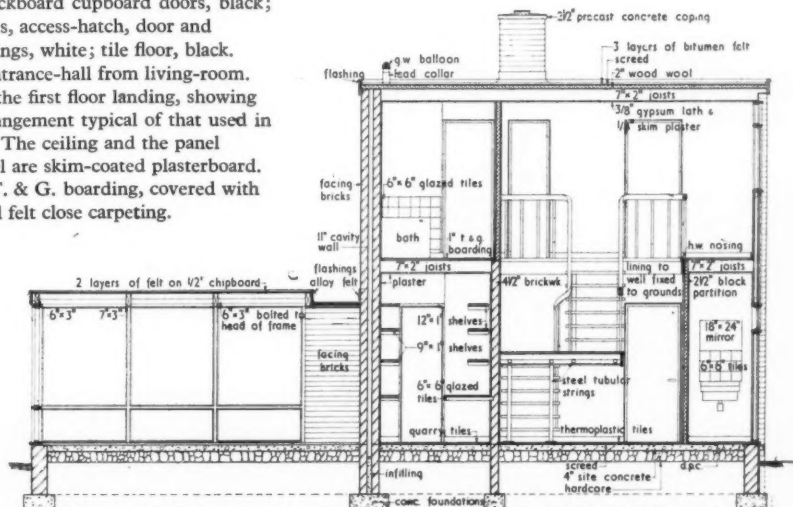 ckboard cupboard doors, black;
s, access-hatch, door and
ings, white; tile floor, black.
ntrance-hall from living-room.
the first floor landing, showing
angement typical of that used in
The ceiling and the panel
l are skim-coated plasterboard.
. & G. boarding, covered with
l felt close carpeting.
2½" precast concrete coping
g.w balloon
lead collar
flashing
3 layers of bitumen felt
screed
2" wood wool
7"×2" joists
3/8" gypsum lath &
skim plaster
facing
bricks
6"×6" glazed tiles
11" cavity
wall
bath
1" t & g
boarding
h.w. nosing
flashings
alloy felt
7"×2" joists
plaster
4½" brickwk
lining to
well fixed
to grounds
7"×2" joists
2½" block
partition
2 layers of felt on ½" chipboard
6"×3"
7"×3"
6"×3" bolted to
head of frame
12"×1" shelves
9"×1" shelves
18"×24"
mirror
facing
bricks
6"×6" glazed
tiles
6"×6" tiles
steel tubular
strings
quarry tiles
thermoplastic tiles
infilling
screed
4" site concrete
hardcore
d.p.c.
conc. foundations